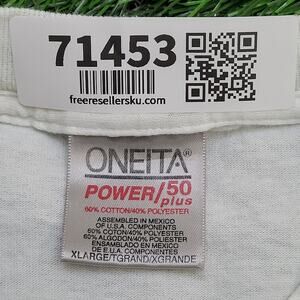 71453
freeresellersku.com
ONEITA®
POWER/50
plus
60% COTTON/40% POLYESTER
ASSEMBLED IN MEXICO
OF U.S.A. COMPONENTS
60% COTON/40% POLYESTER
60% ALGODON/40% POLIESTER
ENSAMBLADO EN MEXICO
DE E.U.A. COMPONENTES
XLARGE/TGRAND/XGRANDE